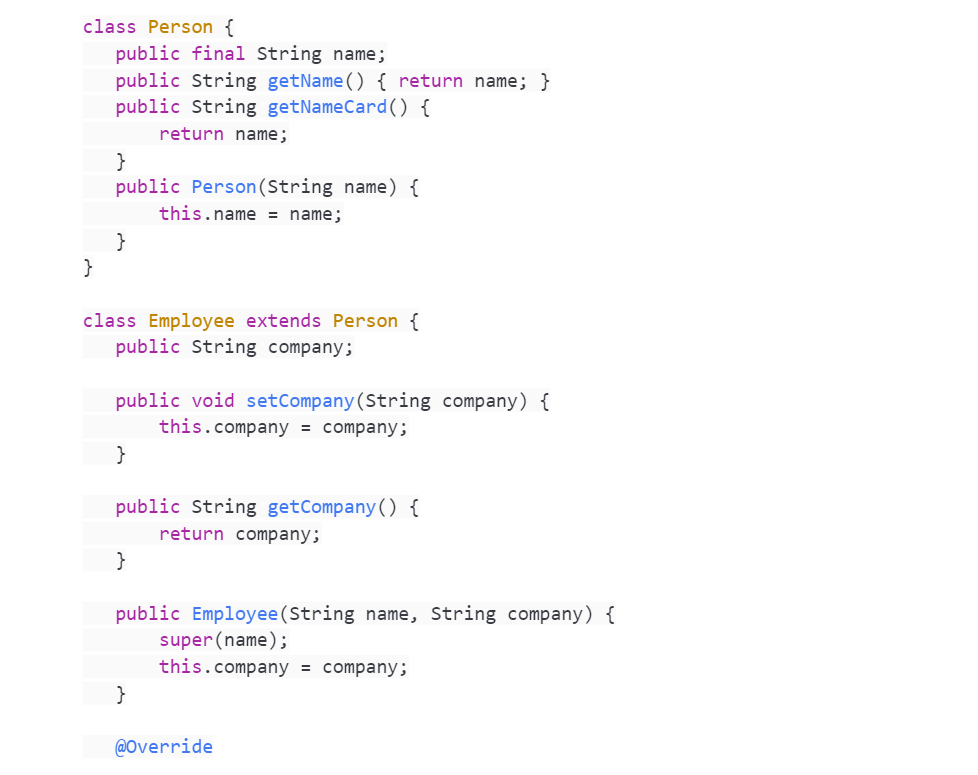 class Person {
   public final String name;
   public String getName() { return name; }
   public String getNameCard() {
       return name;
   }
   public Person(String name) {
       this.name = name;
   }
}

class Employee extends Person {
   public String company;

   public void setCompany(String company) {
       this.company = company;
   }

   public String getCompany() {
       return company;
   }

   public Employee(String name, String company) {
       super(name);
       this.company = company;
   }

   @Override